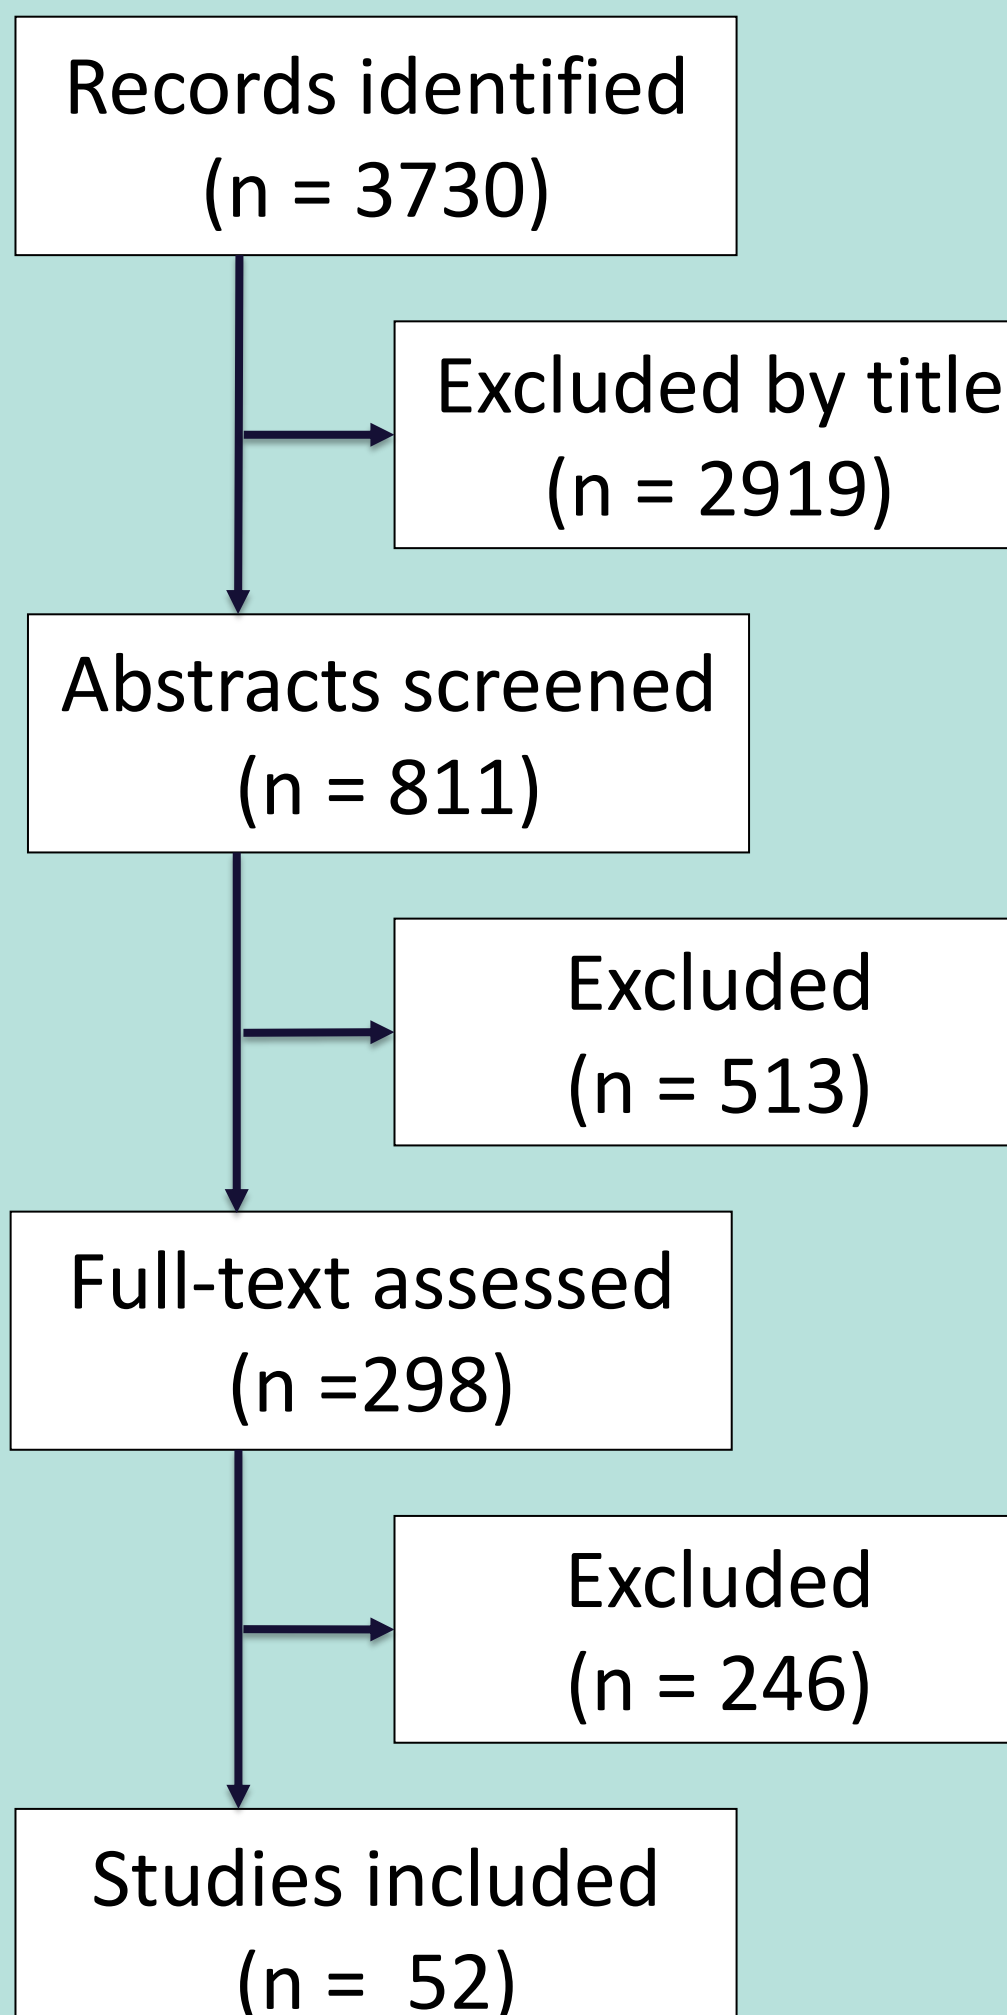 Records identified
(n = 3730)
Excluded by title
(n = 2919)
Abstracts screened
(n = 811)
Excluded
(n = 513)
Full-text assessed
(n =298)
Excluded
(n = 246)
Studies included
(n =  52)